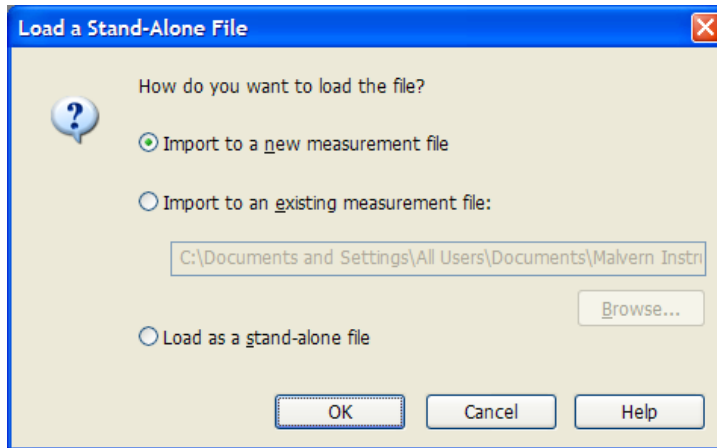 Load a Stand-Alone File
How do you want to load the file?
Import to a new measurement file
Import to an existing measurement file:
C:\Documents and Settings\All Users\Documents\Malvern Instru
Browse...
Load as a stand-alone file
OK Cancel Help